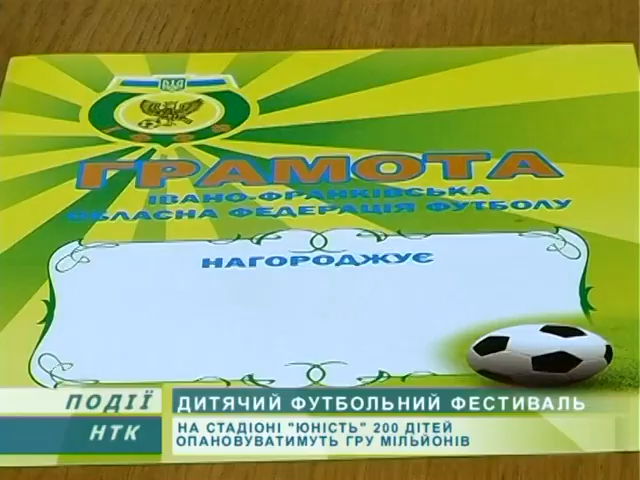 ГРАМОТА
ІВАНО-ФРАНКІВСЬКА
ОБЛАСНА ФЕДЕРАЦІЯ ФУТБОЛУ
НАГОРОДЖУЄ
ПОДІЇ
НТК
ДИТЯЧИЙ ФУТБОЛЬНИЙ ФЕСТИВАЛЬ
НА СТАДІОНІ "ЮНІСТЬ" 200 ДІТЕЙ
ОПАНОВУВАТИМУТЬ ГРУ МІЛЬЙОНІВ